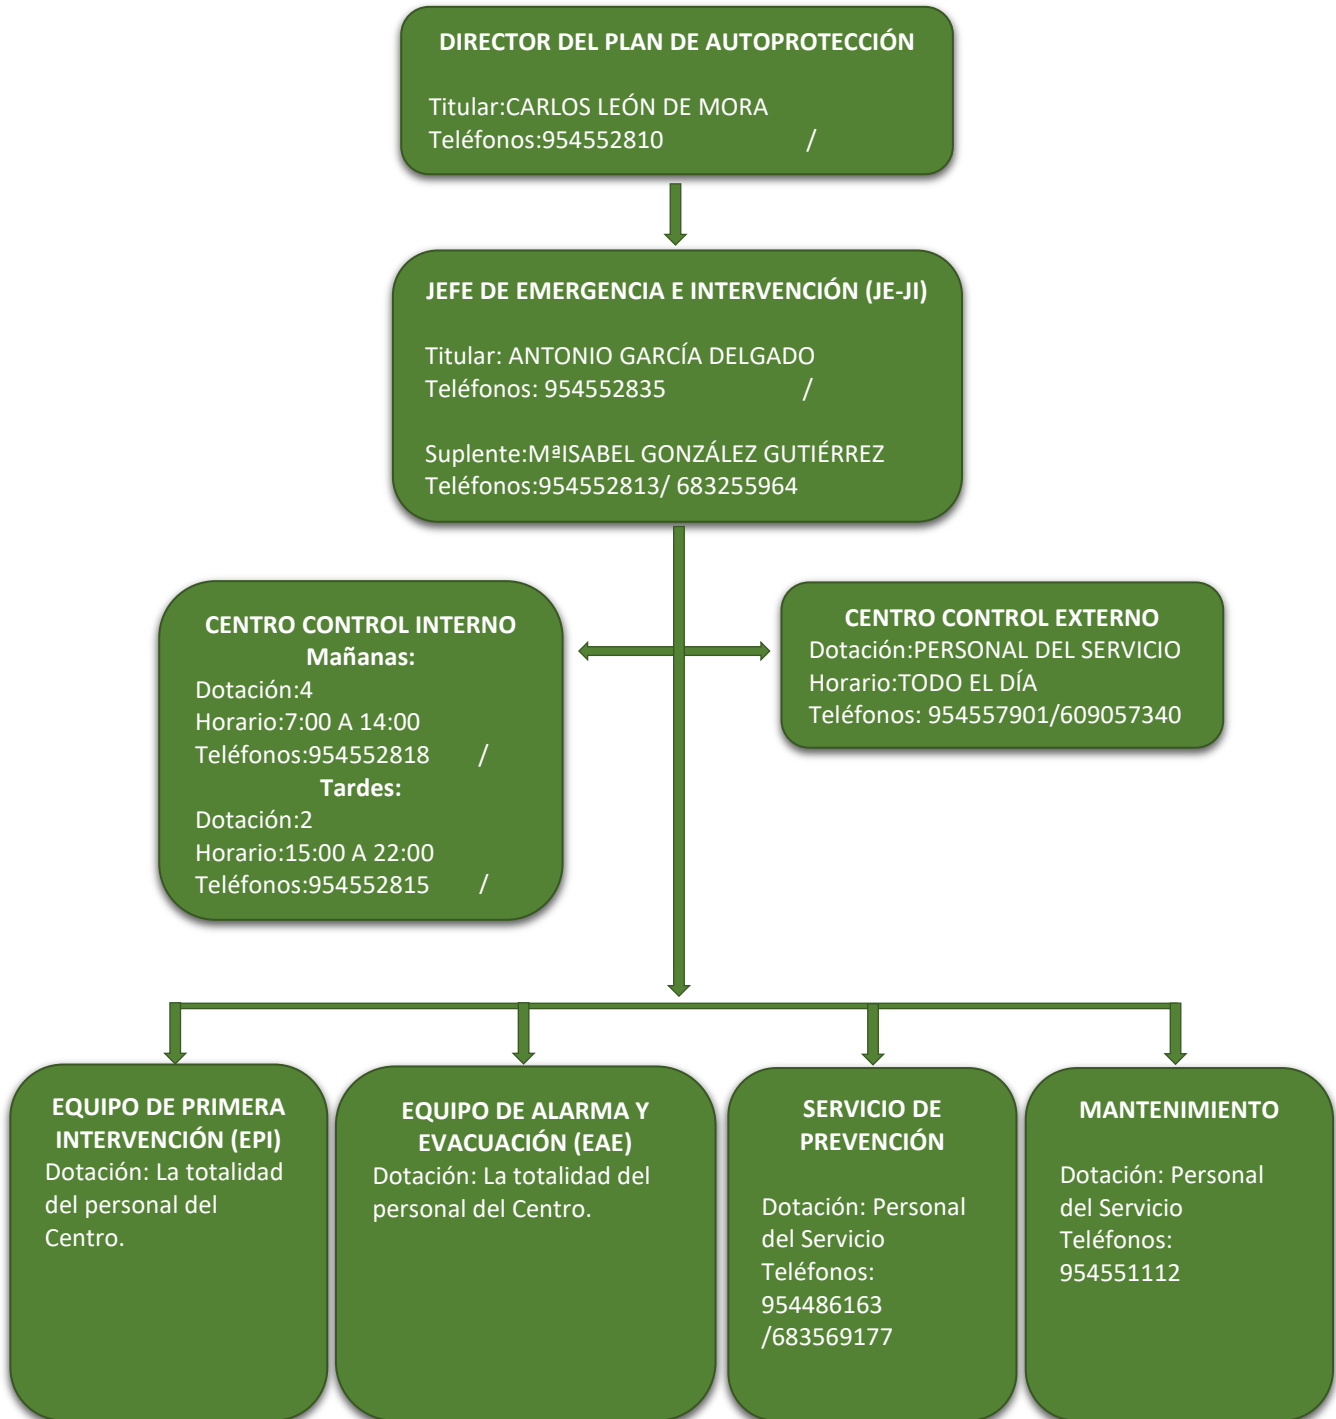 DIRECTOR DEL PLAN DE AUTOPROTECCIÓN
Titular:CARLOS LEÓN DE MORA
Teléfonos:954552810 /
JEFE DE EMERGENCIA E INTERVENCIÓN (JE-JI)
Titular: ANTONIO GARCÍA DELGADO
Teléfonos: 954552835 /
Suplente:MªISABEL GONZÁLEZ GUTIÉRREZ
Teléfonos:954552813/ 683255964
CENTRO CONTROL INTERNO
Mañanas:
Dotación:4
Horario:7:00 A 14:00
Teléfonos:954552818 /
Tardes:
Dotación:2
Horario:15:00 A 22:00
Teléfonos:954552815 /
CENTRO CONTROL EXTERNO
Dotación:PERSONAL DEL SERVICIO
Horario:TODO EL DÍA
Teléfonos: 954557901/609057340
EQUIPO DE PRIMERA
INTERVENCIÓN (EPI)
Dotación: La totalidad
del personal del
Centro.
EQUIPO DE ALARMA Y
EVACUACIÓN (EAE)
Dotación: La totalidad del
personal del Centro.
SERVICIO DE
PREVENCIÓN
Dotación: Personal
del Servicio
Teléfonos:
954486163
/683569177
MANTENIMIENTO
Dotación: Personal
del Servicio
Teléfonos:
954551112